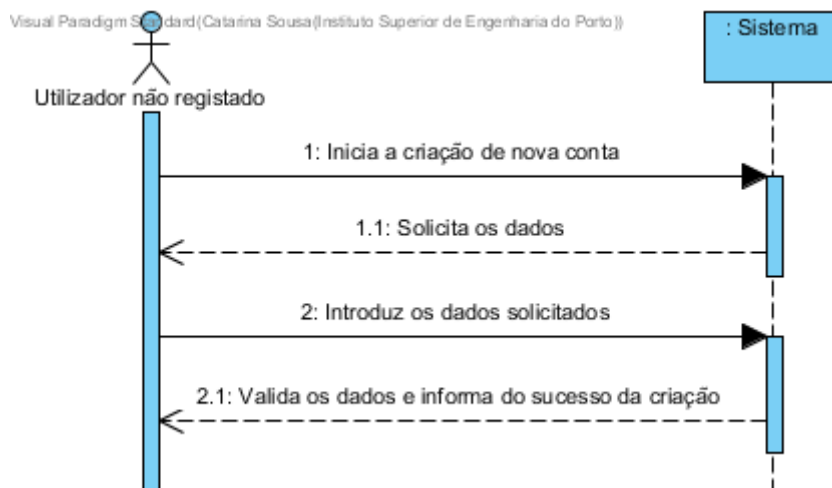 Visual Paradigm Standard(Catarina Sousa(Instituto Superior de Engenharia do Porto))
: Sistema
Utilizador não registado
1: Inicia a criação de nova conta
1.1: Solicita os dados
2: Introduz os dados solicitados
2.1: Valida os dados e informa do sucesso da criação